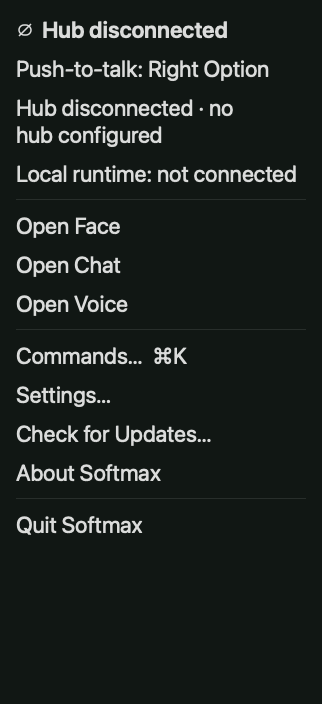 Hub disconnected
Push-to-talk: Right Option
Hub disconnected · no
hub configured
Local runtime: not connected
Open Face
Open Chat
Open Voice
Commands... ⌘K
Settings...
Check for Updates...
About Softmax
Quit Softmax